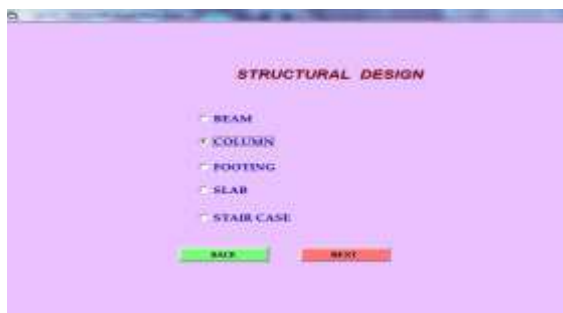 STRUCTURAL DESIGN
BEAM
COLUMN
FOOTING
SLAB
STAIR CASE
BACK NEXT